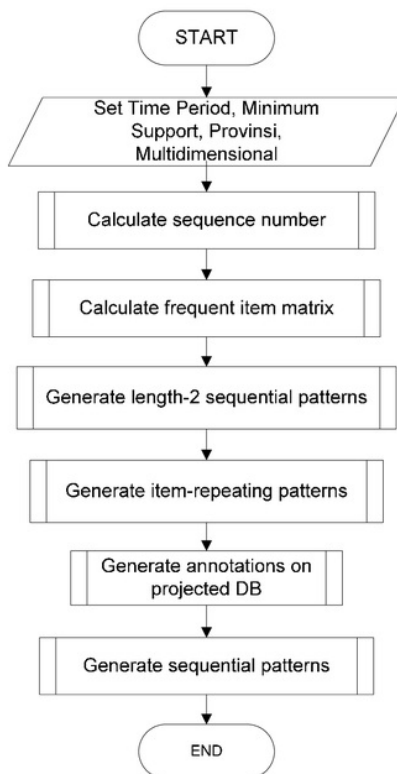 START
Set Time Period, Minimum
Support, Provinsi,
Multidimensional
Calculate sequence number
Calculate frequent item matrix
Generate length-2 sequential patterns
Generate item-repeating patterns
Generate annotations on
projected DB
Generate sequential patterns
END